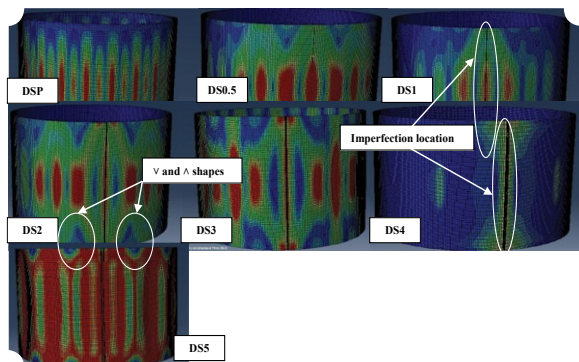 DSP
DS0.5
DS1
Imperfection location
V and Λ shapes
DS2
DS3
DS4
DS5